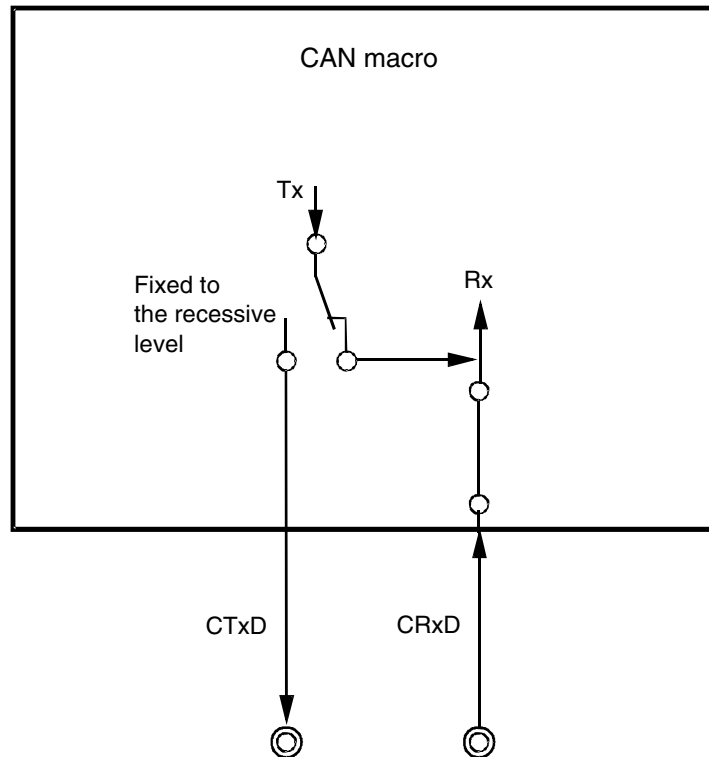 CAN macro
Tx
Rx
Fixed to
the recessive
level
CTxD
CRxD